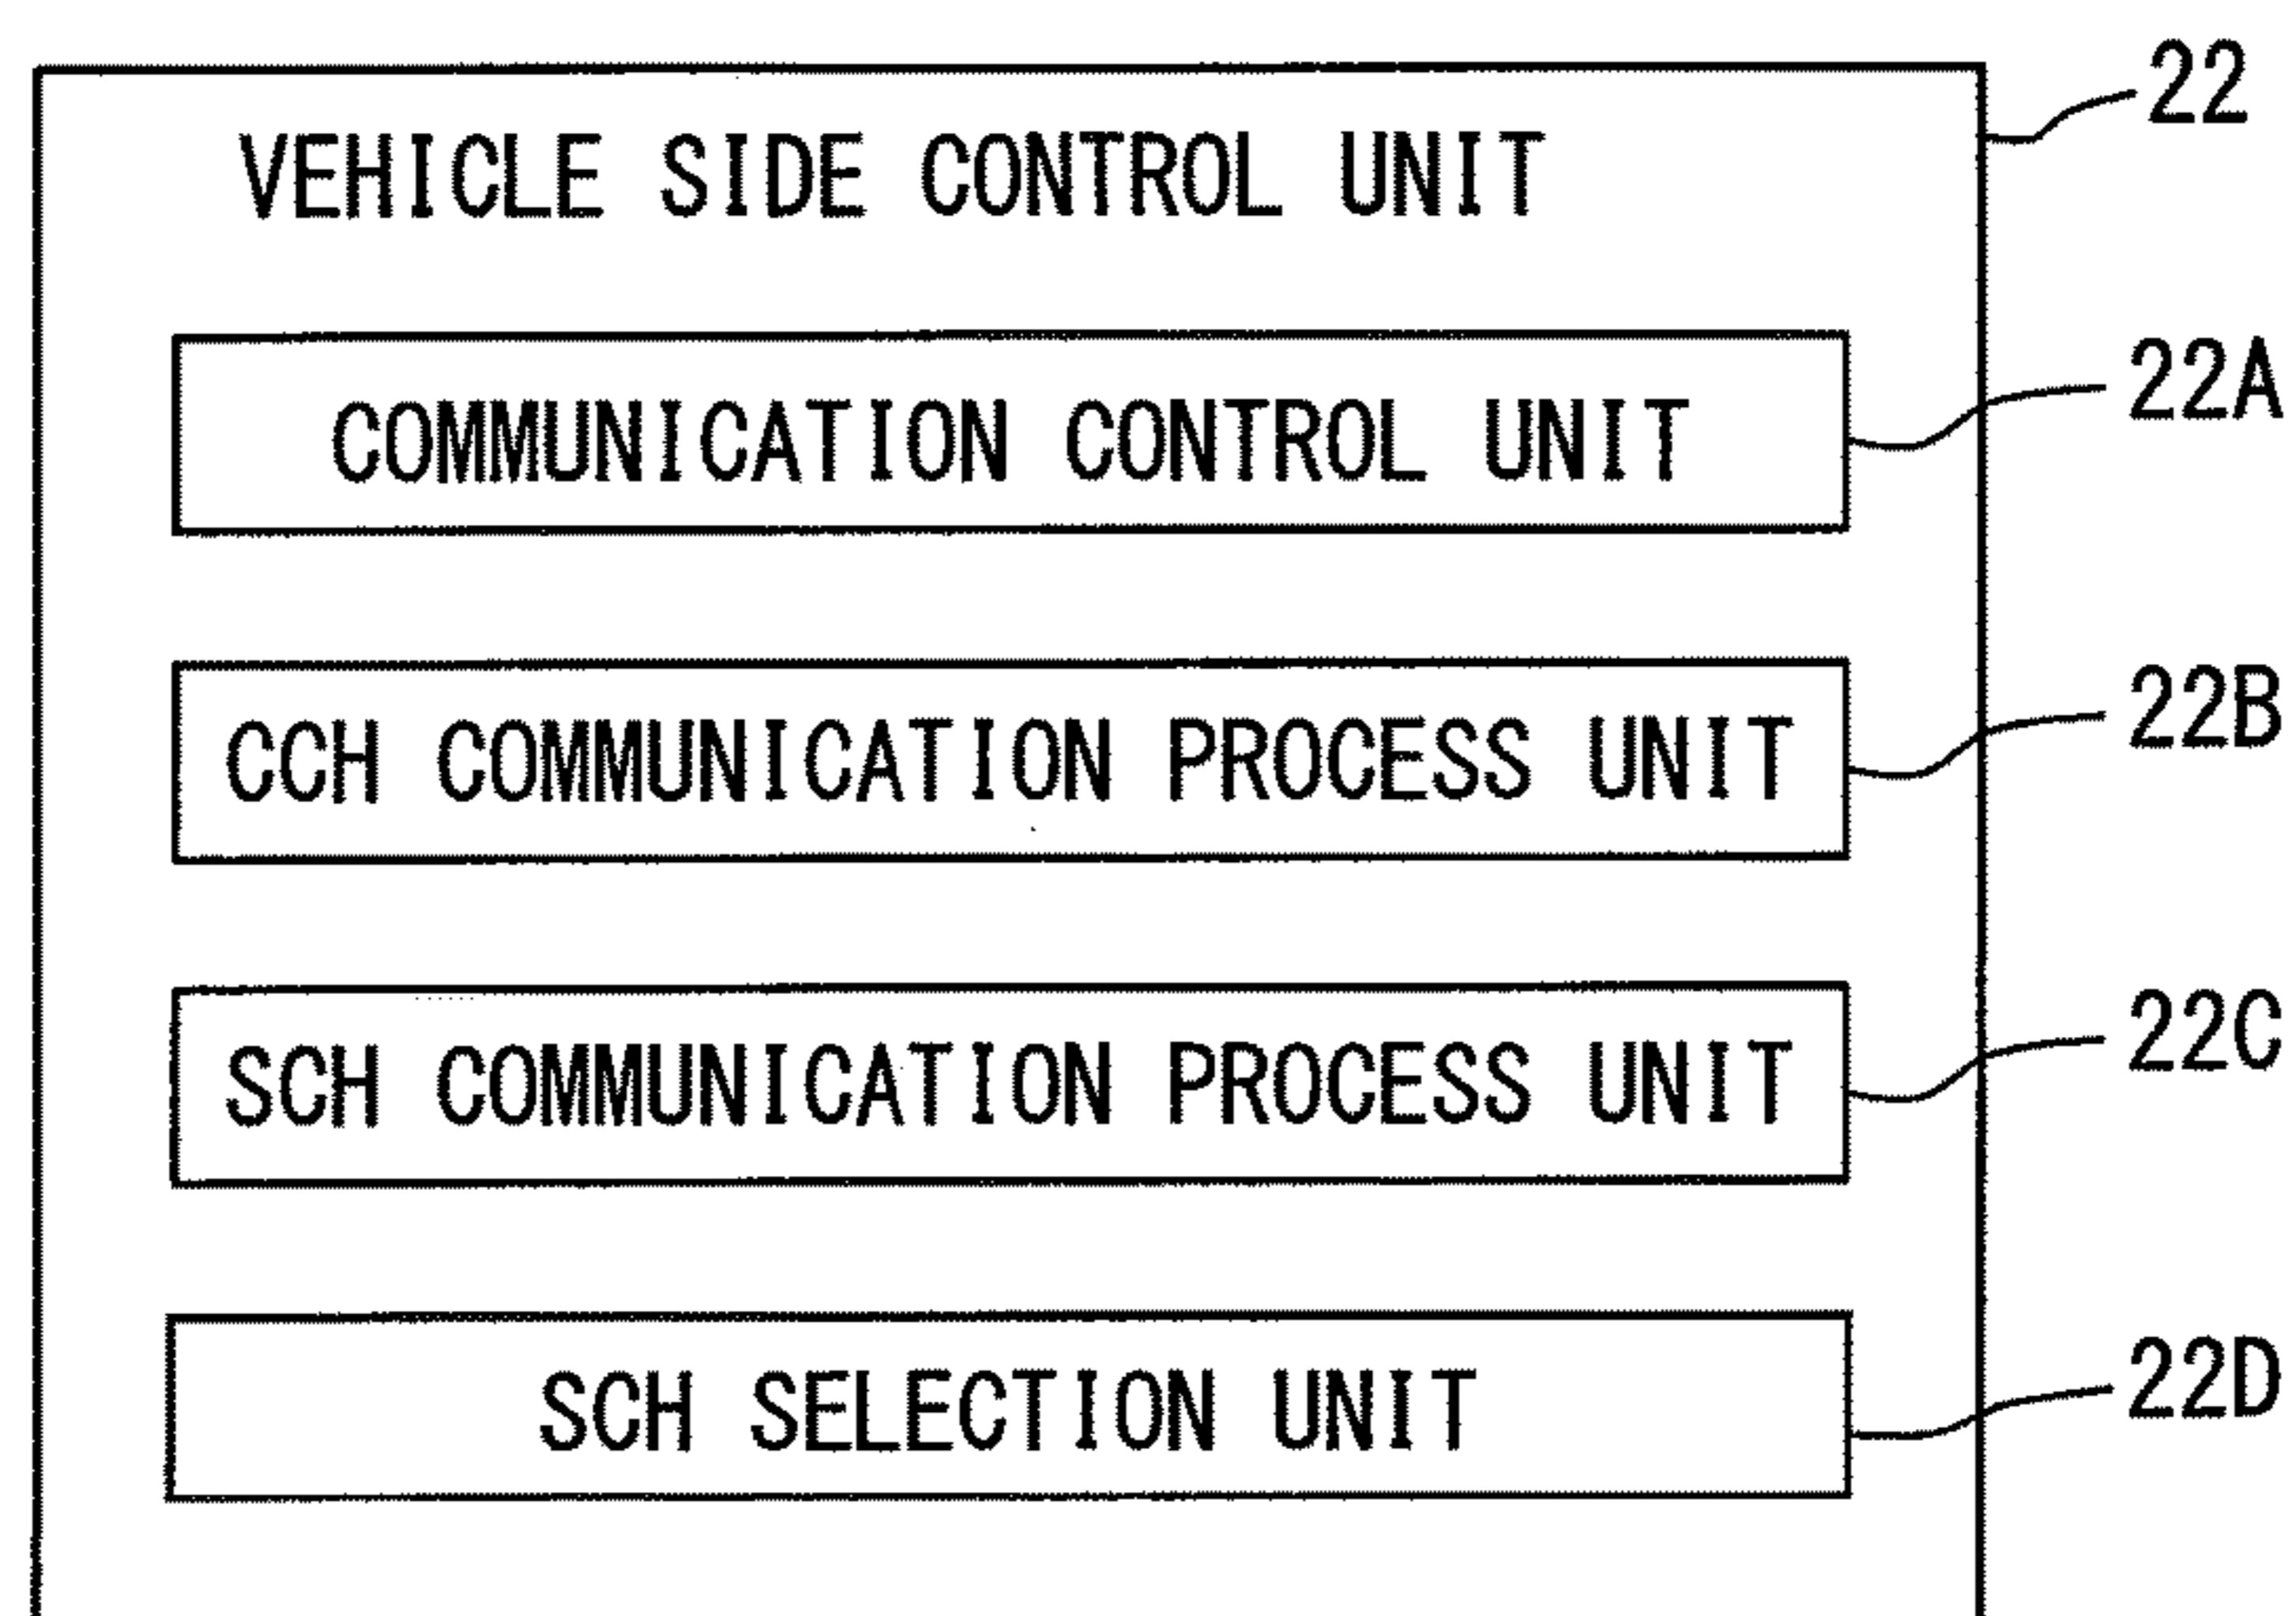 22
VEHICLE SIDE CONTROL UNIT
COMMUNICATION CONTROL UNIT 22A
CCH COMMUNICATION PROCESS UNIT 22B
SCH COMMUNICATION PROCESS UNIT 22C
SCH SELECTION UNIT 22D